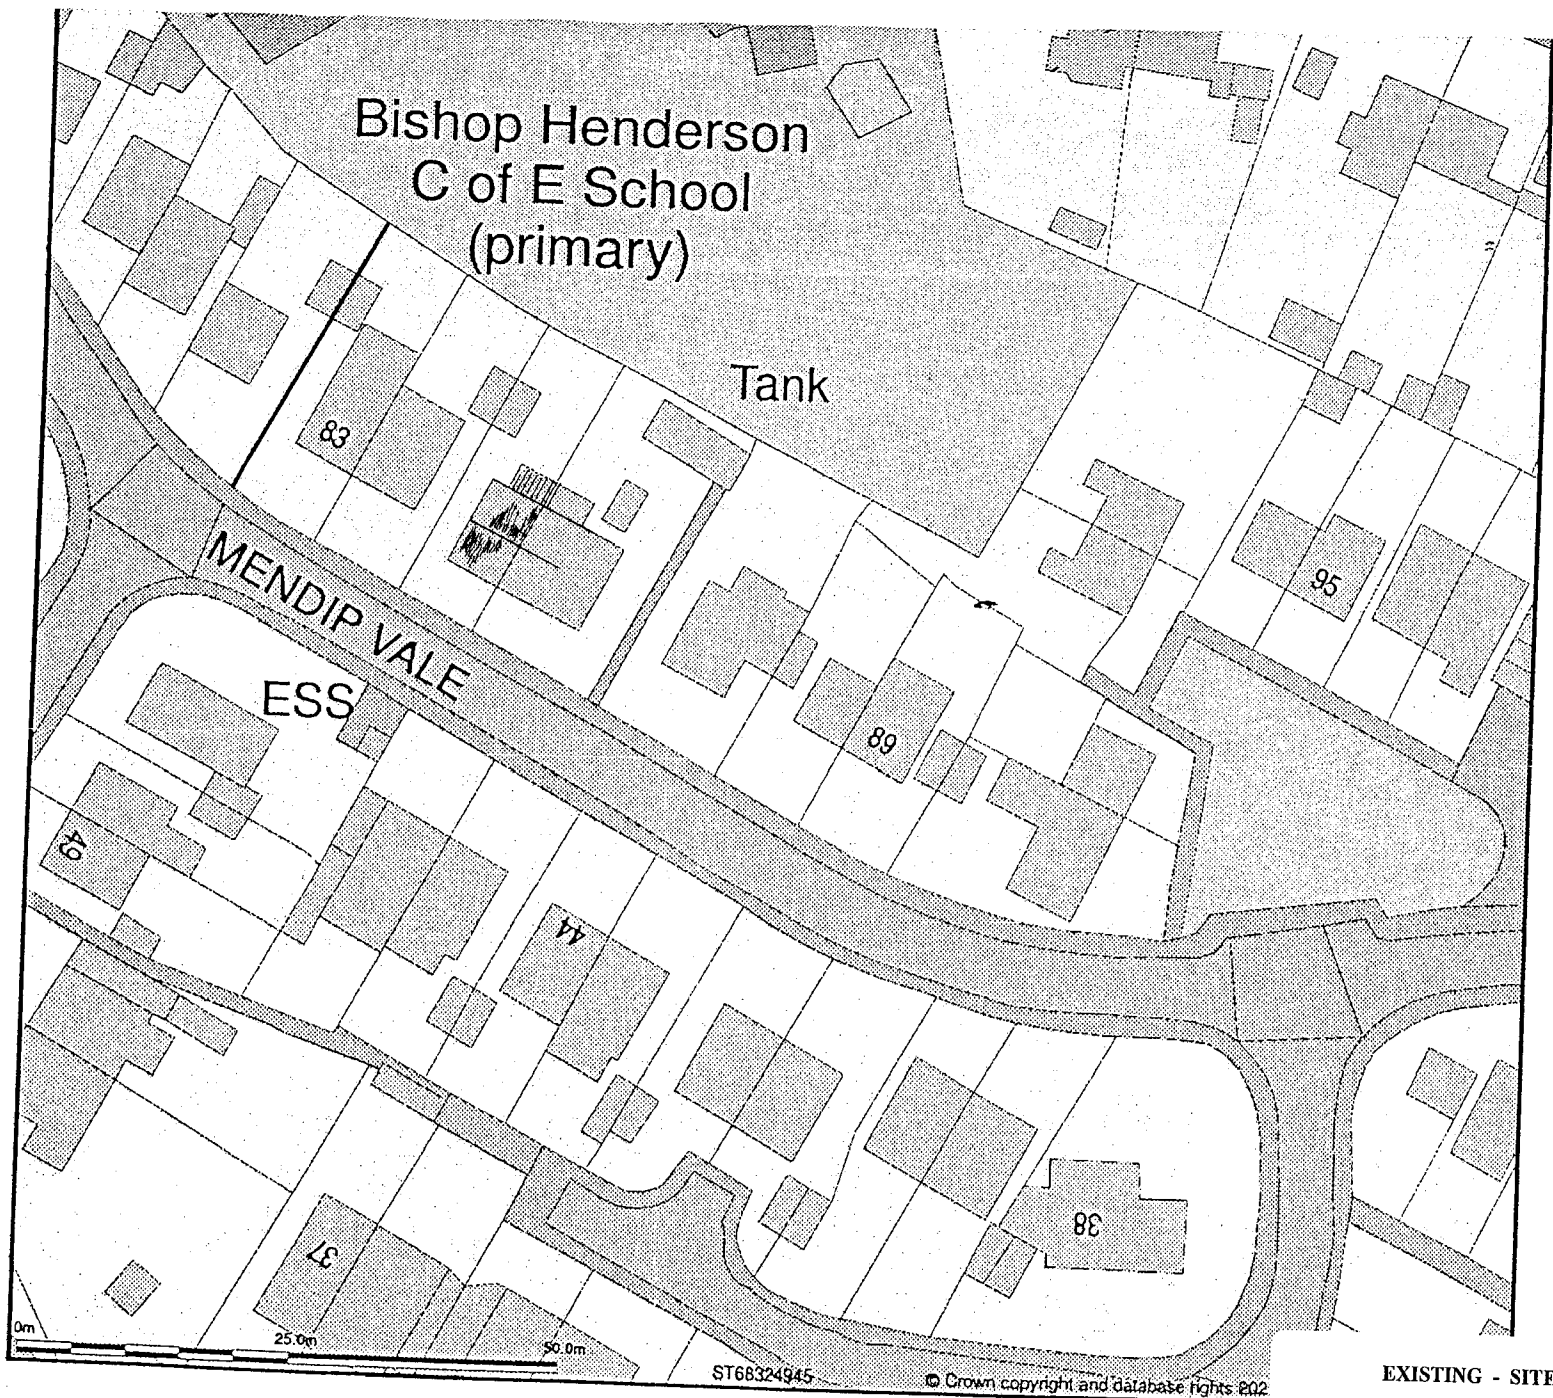 Bishop Henderson
C of E School
(primary)
Tank
83
95
MENDIP VALE
ESS
89
49
44
38
37
0m
25.0m
50.0m
ST68324945
© Crown copyright and database rights 202
EXISTING - SITE